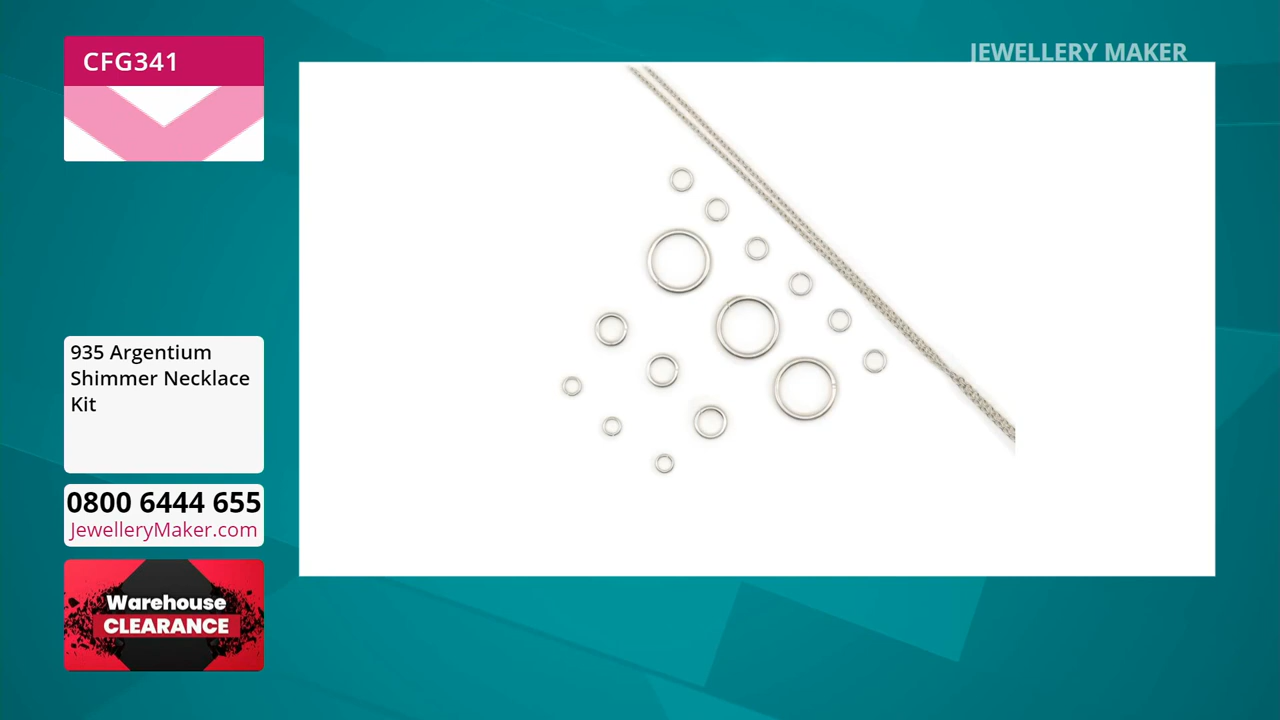 CFG341
JEWELLERY MAKER
935 Argentium
Shimmer Necklace
Kit
0800 6444 655
JewelleryMaker.com
Warehouse
CLEARANCE